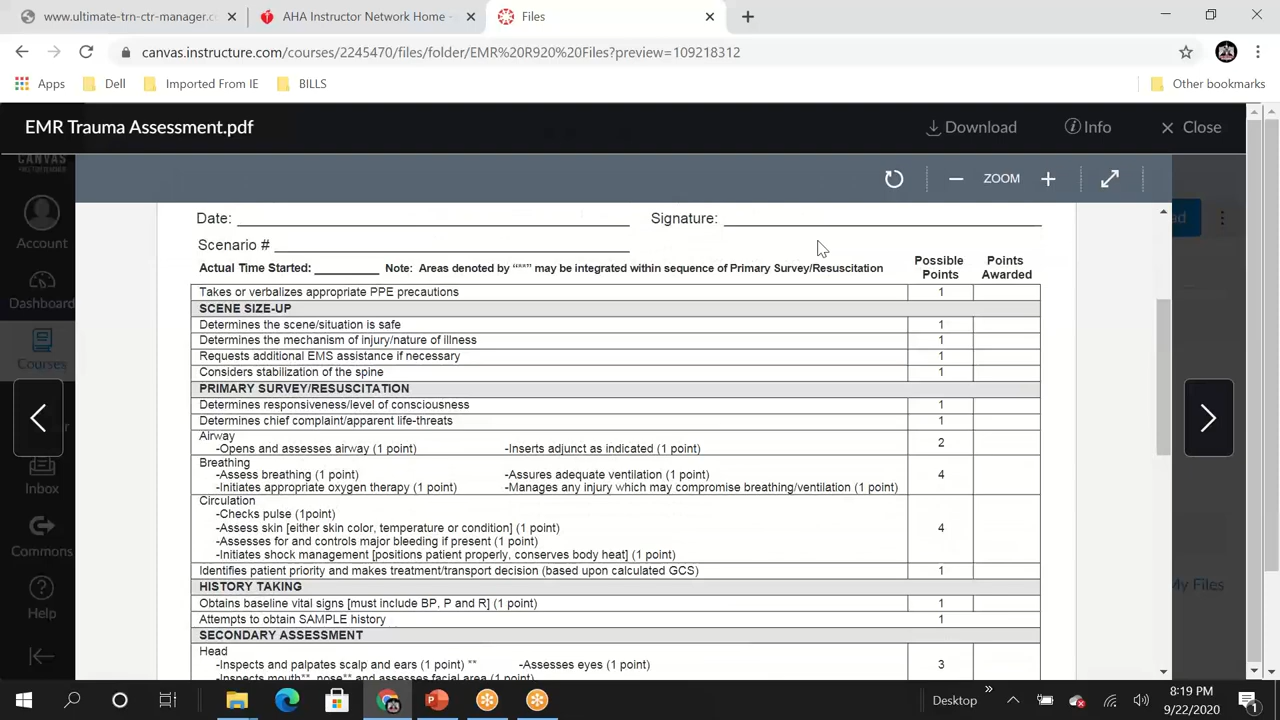 www.ultimate-trn-ctr-manager.co
AHA Instructor Network Home -
Files
canvas.instructure.com/courses/2245470/files/folder/EMR%20R920%20Files?preview=109218312
Apps Dell Imported From IE BILLS Other bookmarks
EMR Trauma Assessment.pdf Download Info Close
ZOOM
CANVAS
Account
Dashboard
Courses
Inbox
Commons
Help
My Files
Date: Signature:
Scenario #
Actual Time Started: Note: Areas denoted by “**” may be integrated within sequence of Primary Survey/Resuscitation Possible Points Points Awarded
Takes or verbalizes appropriate PPE precautions 1
SCENE SIZE-UP
Determines the scene/situation is safe 1
Determines the mechanism of injury/nature of illness 1
Requests additional EMS assistance if necessary 1
Considers stabilization of the spine 1
PRIMARY SURVEY/RESUSCITATION
Determines responsiveness/level of consciousness 1
Determines chief complaint/apparent life-threats 1
Airway
-Opens and assesses airway (1 point) -Inserts adjunct as indicated (1 point) 2
Breathing
-Assess breathing (1 point) -Assures adequate ventilation (1 point) 4
-Initiates appropriate oxygen therapy (1 point) -Manages any injury which may compromise breathing/ventilation (1 point)
Circulation
-Checks pulse (1point)
-Assess skin [either skin color, temperature or condition] (1 point) 4
-Assesses for and controls major bleeding if present (1 point)
-Initiates shock management [positions patient properly, conserves body heat] (1 point)
Identifies patient priority and makes treatment/transport decision (based upon calculated GCS) 1
HISTORY TAKING
Obtains baseline vital signs [must include BP, P and R] (1 point) 1
Attempts to obtain SAMPLE history 1
SECONDARY ASSESSMENT
Head
-Inspects and palpates scalp and ears (1 point) ** -Assesses eyes (1 point) 3
-Inspects mouth**, nose** and assesses facial area (1 point)
Desktop
8:19 PM
9/22/2020
1